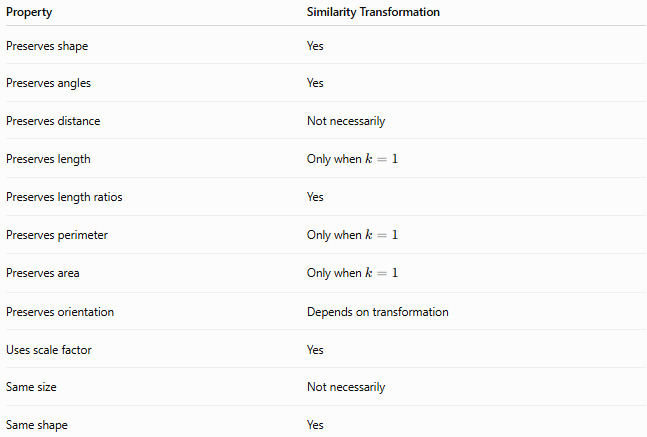 Property Similarity Transformation
Preserves shape Yes
Preserves angles Yes
Preserves distance Not necessarily
Preserves length Only when k = 1
Preserves length ratios Yes
Preserves perimeter Only when k = 1
Preserves area Only when k = 1
Preserves orientation Depends on transformation
Uses scale factor Yes
Same size Not necessarily
Same shape Yes